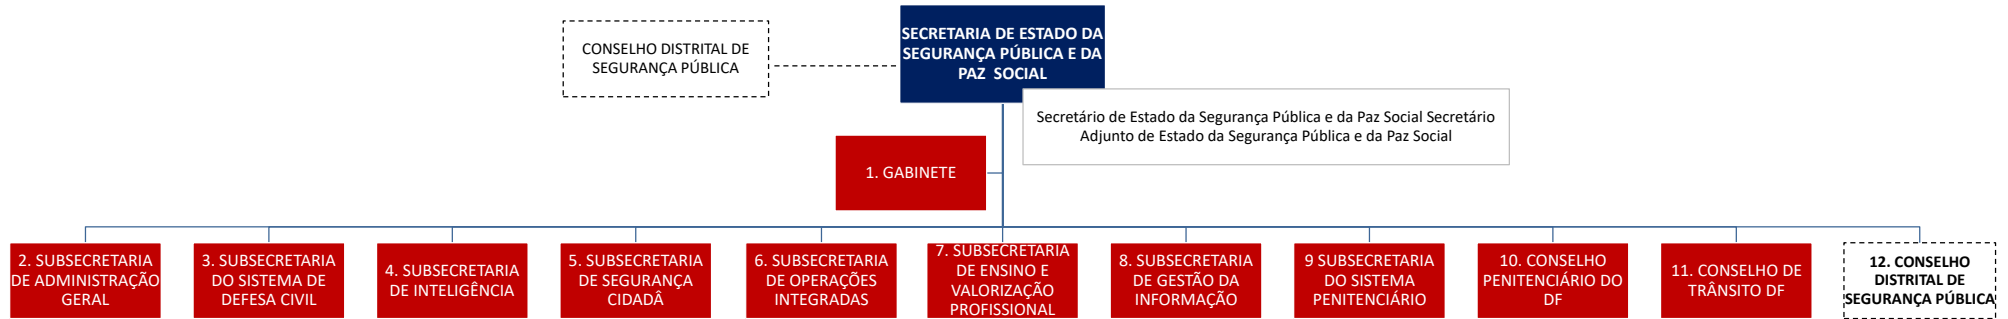 CONSELHO DISTRITAL DE
SEGURANÇA PÚBLICA
SECRETARIA DE ESTADO DA
SEGURANÇA PÚBLICA E DA
PAZ SOCIAL
Secretário de Estado da Segurança Pública e da Paz Social Secretário
Adjunto de Estado da Segurança Pública e da Paz Social
1. GABINETE
2. SUBSECRETARIA
DE ADMINISTRAÇÃO
GERAL
3. SUBSECRETARIA
DO SISTEMA DE
DEFESA CIVIL
4. SUBSECRETARIA
DE INTELIGÊNCIA
5. SUBSECRETARIA
DE SEGURANÇA
CIDADÂ
6. SUBSECRETARIA
DE OPERAÇÕES
INTEGRADAS
7. SUBSECRETARIA
DE ENSINO E
VALORIZAÇÃO
PROFISSIONAL
8. SUBSECRETARIA
DE GESTÃO DA
INFORMAÇÃO
9 SUBSECRETARIA
DO SISTEMA
PENITENCIÁRIO
10. CONSELHO
PENITENCIÁRIO DO
DF
11. CONSELHO DE
TRÂNSITO DF
12. CONSELHO
DISTRITAL DE
SEGURANÇA PÚBLICA